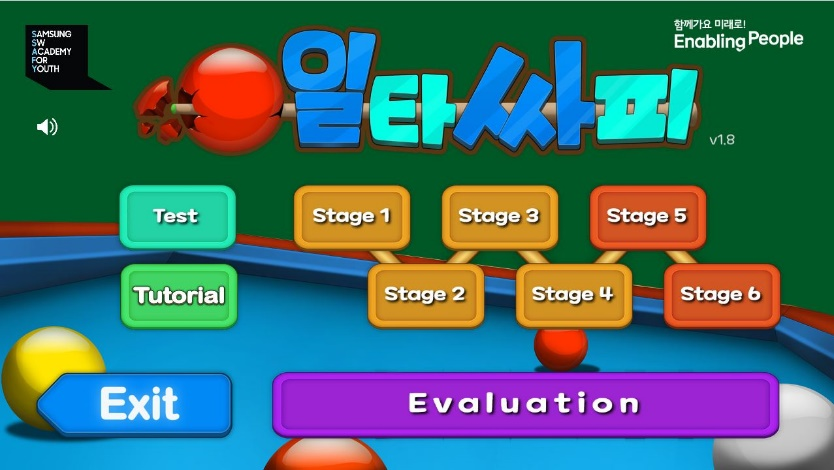 SAMSUNG
SW
ACADEMY
FOR
YOUTH
함께가요 미래로!
Enabling People
일타싸피
v1.8
Test
Stage 1
Stage 3
Stage 5
Tutorial
Stage 2
Stage 4
Stage 6
Exit
Evaluation